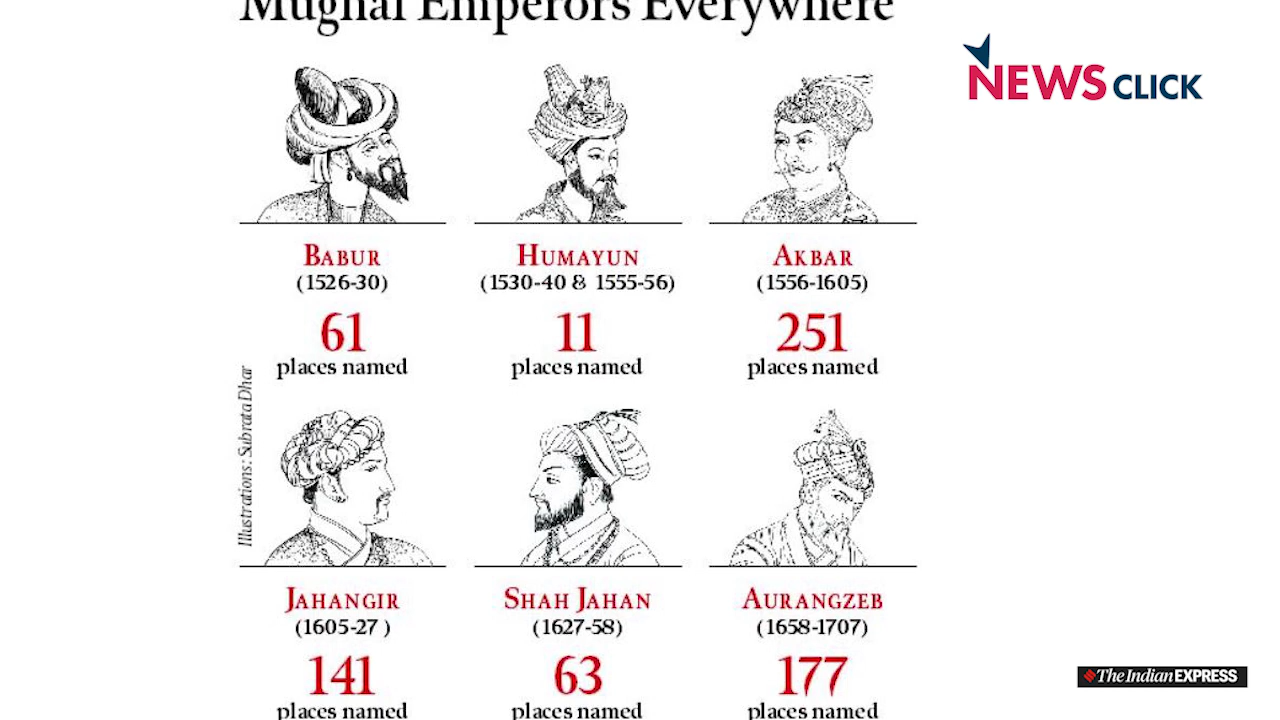 Mughal Emperors Everywhere
NEWS CLICK
BABUR
(1526-30)
61
places named
HUMAYUN
(1530-40 & 1555-56)
11
places named
AKBAR
(1556-1605)
251
places named
Illustrations: Subrata Dhar
JAHANGIR
(1605-27 )
141
places named
SHAH JAHAN
(1627-58)
63
places named
AURANGZEB
(1658-1707)
177
places named
The Indian EXPRESS